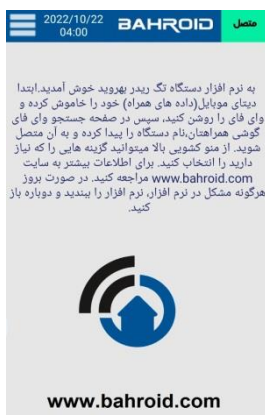 2022/10/22
04:00
BAHROID
متصل
به نرم افزار دستگاه تگ ریدر بهروید خوش آمدید.ابتدا
دیتای موبایل(داده های همراه) خود را خاموش کرده و
وای فای را روشن کنید، سپس در صفحه جستجو وای فای
گوشی همراهتان،نام دستگاه را پیدا کرده و به آن متصل
شوید. از منو کشویی بالا میتوانید گزینه هایی را که نیاز
دارید را انتخاب کنید. برای اطلاعات بیشتر به سایت
www.bahroid.com مراجعه کنید. در صورت بروز
هرگونه مشکل در نرم افزار، نرم افزار را ببندید و دوباره باز
کنید.
www.bahroid.com